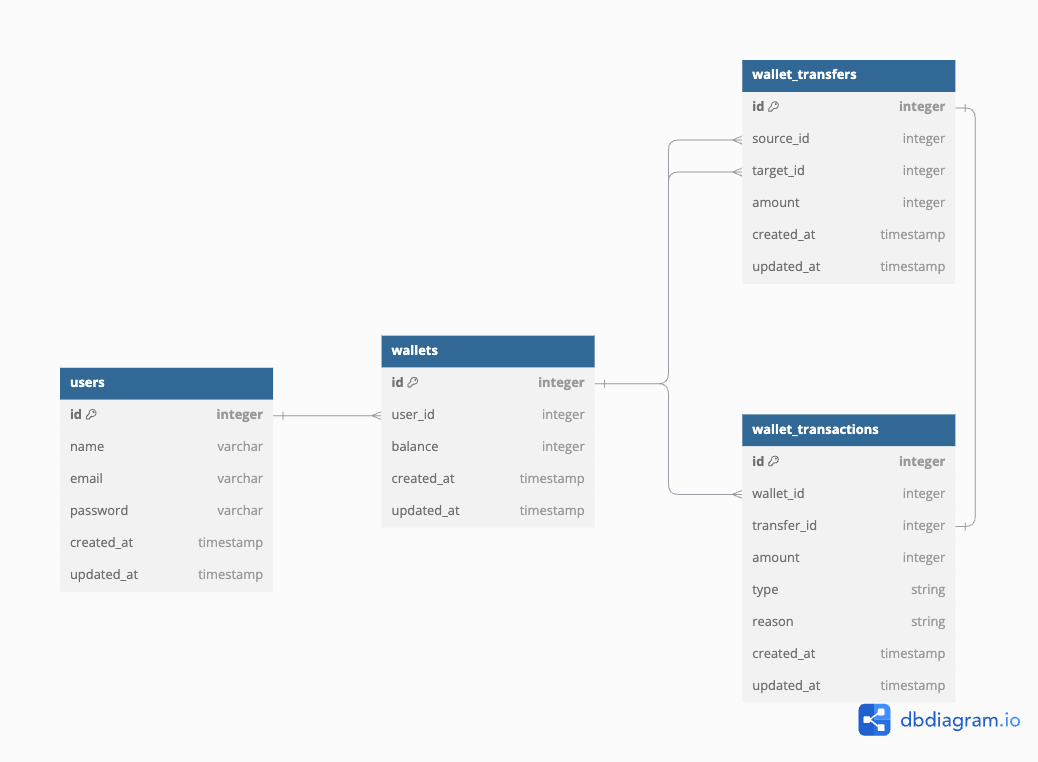 wallet_transfers
id integer
source_id integer
target_id integer
amount integer
created_at timestamp
updated_at timestamp
wallets
id integer
user_id integer
balance integer
created_at timestamp
updated_at timestamp
users
id integer
name varchar
email varchar
password varchar
created_at timestamp
updated_at timestamp
wallet_transactions
id integer
wallet_id integer
transfer_id integer
amount integer
type string
reason string
created_at timestamp
updated_at timestamp
dbdiagram.io